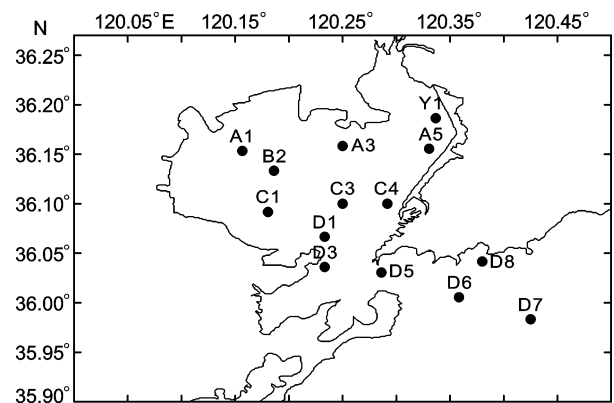 120.05°E 120.15° 120.25° 120.35° 120.45°
N
36.25°
36.20°
Y1
A1
A5
36.15°
B2
A3
C1
C3
C4
36.10°
D1
36.05°
D3
D5
D8
D6
36.00°
D7
35.95°
35.90°